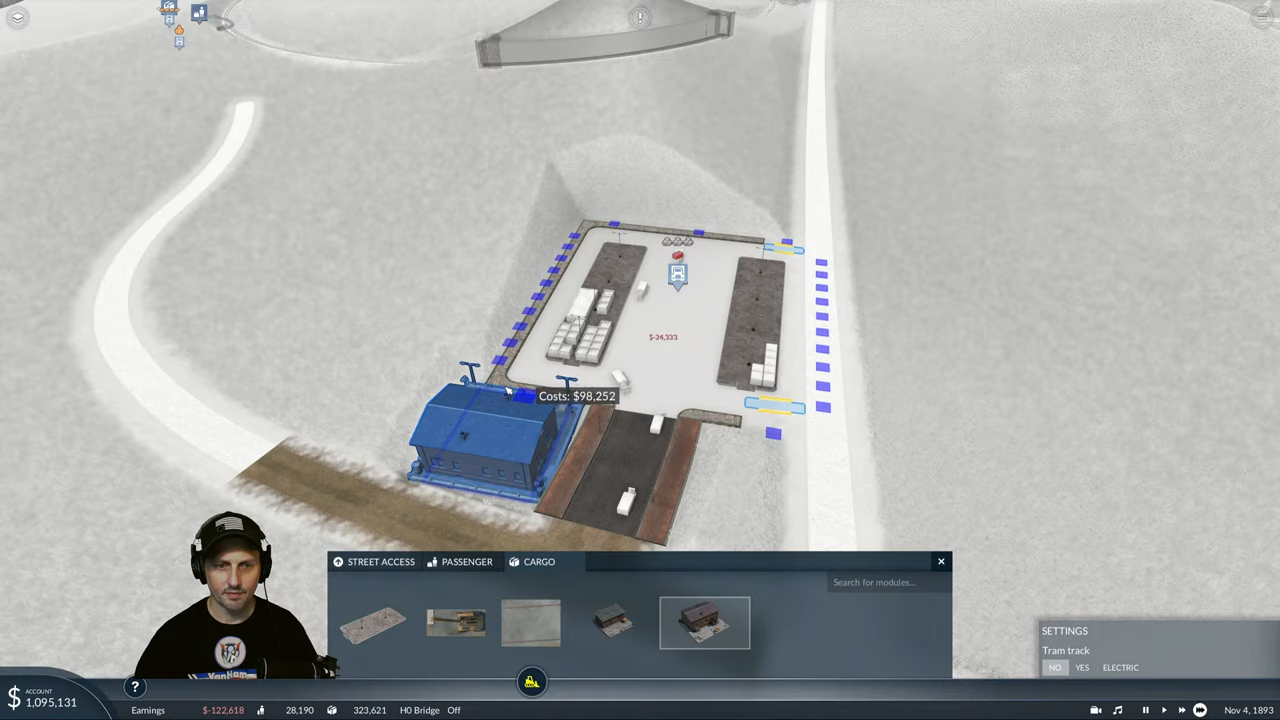 $-24,333
Costs: $98,252
STREET ACCESS
PASSENGER
CARGO
Search for modules...
SETTINGS
Tram track
NO
YES
ELECTRIC
ACCOUNT
$ 1,095,131
?
Earnings
$-122,618
28,190
323,621
H0 Bridge
Off
Nov 4, 1893